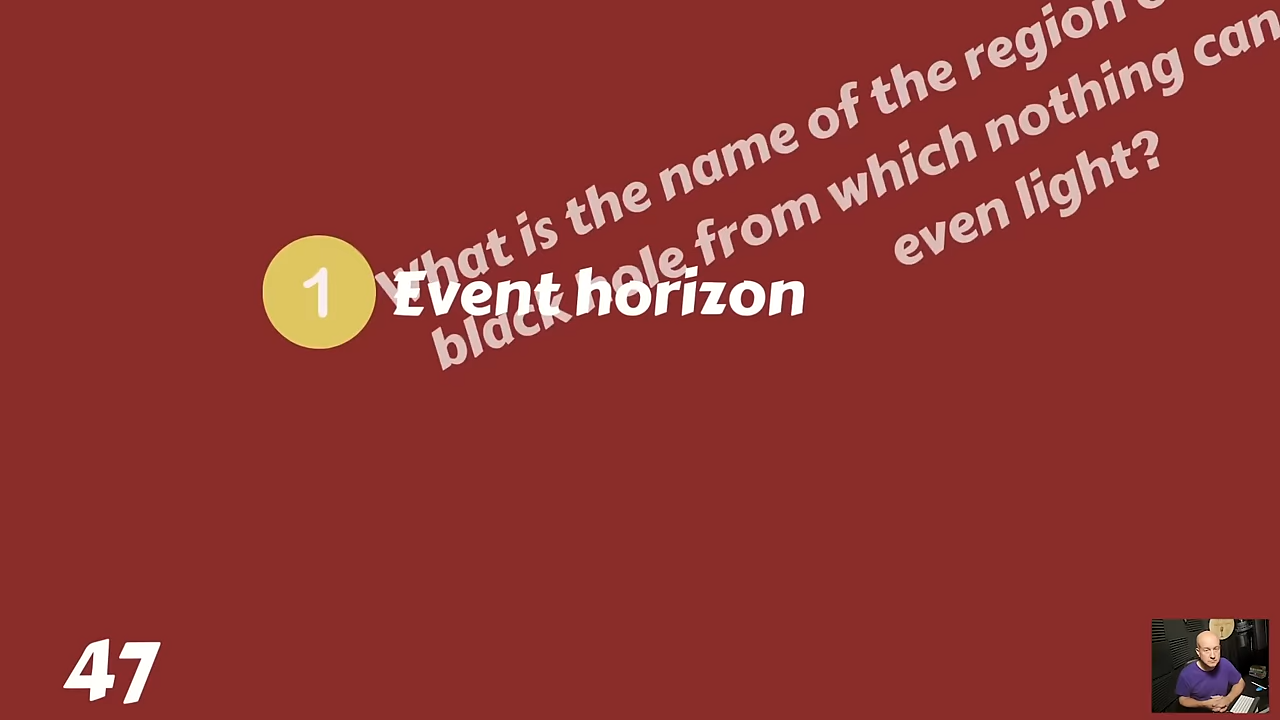 What is the name of the region
black hole from which nothing can
even light?
1
Event horizon
47